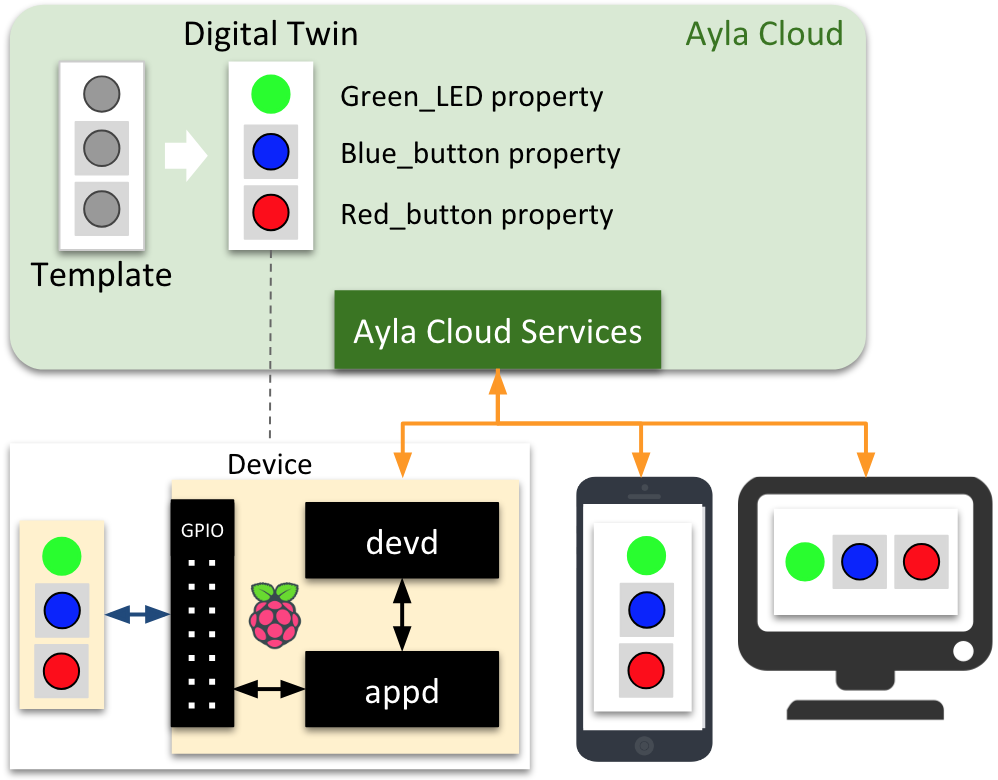 Digital Twin
Ayla Cloud
Green_LED property
Blue_button property
Red_button property
Template
Ayla Cloud Services
Device
GPIO
devd
appd